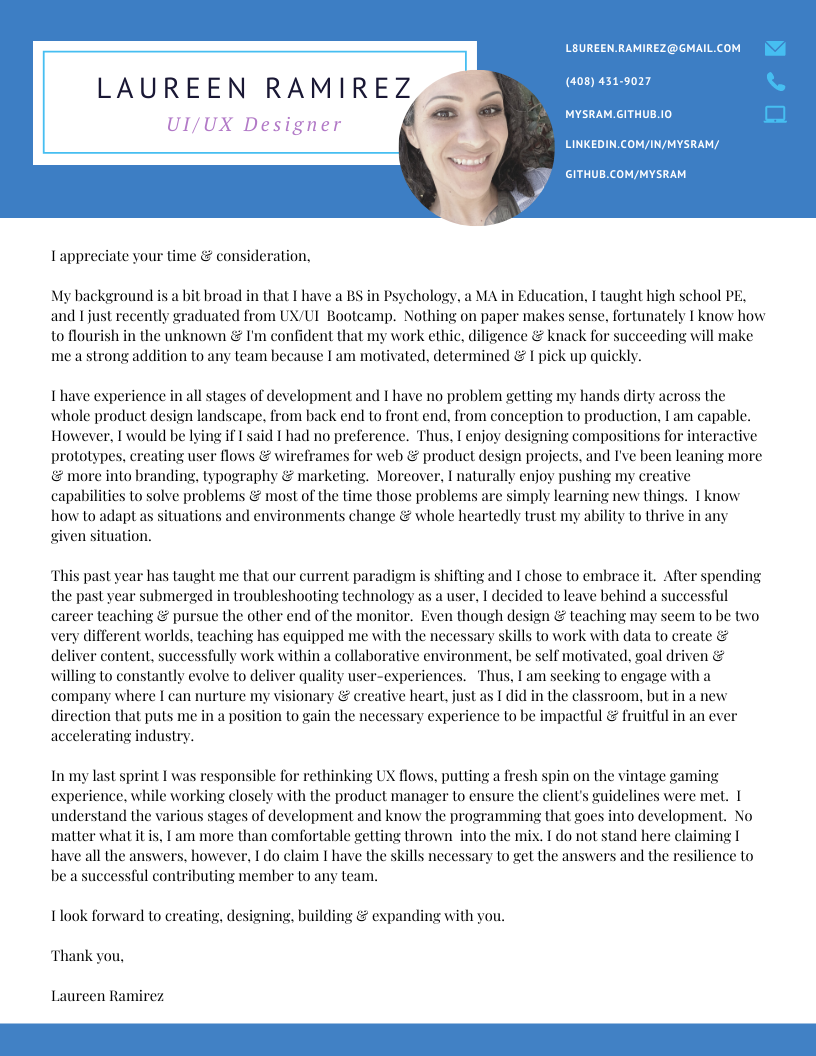 LAUREEN RAMIREZ
UI/UX Designer
L8UREEN.RAMIREZ@GMAIL.COM
(408) 431-9027
MYSRAM.GITHUB.IO
LINKEDIN.COM/IN/MYSRAM/
GITHUB.COM/MYSRAM
I appreciate your time & consideration,
My background is a bit broad in that I have a BS in Psychology, a MA in Education, I taught high school PE,
and I just recently graduated from UX/UI  Bootcamp.  Nothing on paper makes sense, fortunately I know how
to flourish in the unknown & I'm confident that my work ethic, diligence & knack for succeeding will make
me a strong addition to any team because I am motivated, determined & I pick up quickly.
I have experience in all stages of development and I have no problem getting my hands dirty across the
whole product design landscape, from back end to front end, from conception to production, I am capable.
However, I would be lying if I said I had no preference.  Thus, I enjoy designing compositions for interactive
prototypes, creating user flows & wireframes for web & product design projects, and I've been leaning more
& more into branding, typography & marketing.  Moreover, I naturally enjoy pushing my creative
capabilities to solve problems & most of the time those problems are simply learning new things.  I know
how to adapt as situations and environments change & whole heartedly trust my ability to thrive in any
given situation.
This past year has taught me that our current paradigm is shifting and I chose to embrace it.  After spending
the past year submerged in troubleshooting technology as a user, I decided to leave behind a successful
career teaching & pursue the other end of the monitor.  Even though design & teaching may seem to be two
very different worlds, teaching has equipped me with the necessary skills to work with data to create &
deliver content, successfully work within a collaborative environment, be self motivated, goal driven &
willing to constantly evolve to deliver quality user-experiences.   Thus, I am seeking to engage with a
company where I can nurture my visionary & creative heart, just as I did in the classroom, but in a new
direction that puts me in a position to gain the necessary experience to be impactful & fruitful in an ever
accelerating industry.
In my last sprint I was responsible for rethinking UX flows, putting a fresh spin on the vintage gaming
experience, while working closely with the product manager to ensure the client's guidelines were met.  I
understand the various stages of development and know the programming that goes into development.  No
matter what it is, I am more than comfortable getting thrown  into the mix. I do not stand here claiming I
have all the answers, however, I do claim I have the skills necessary to get the answers and the resilience to
be a successful contributing member to any team.
I look forward to creating, designing, building & expanding with you.
Thank you,
Laureen Ramirez